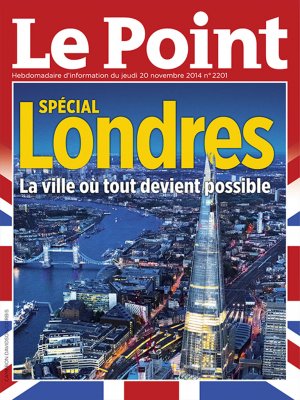 Le Point
Hebdomadaire d'information du jeudi 20 novembre 2014 n° 2201
SPÉCIAL
Londres
La ville où tout devient possible